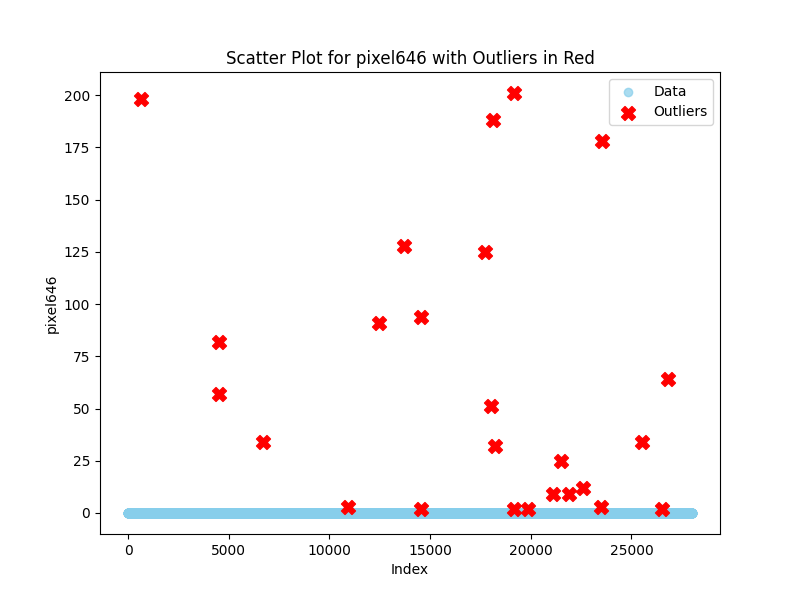 Scatter Plot for pixel646 with Outliers in Red
Data
Outliers
200
175
150
125
100
75
50
25
0
pixel646
0 5000 10000 15000 20000 25000
Index